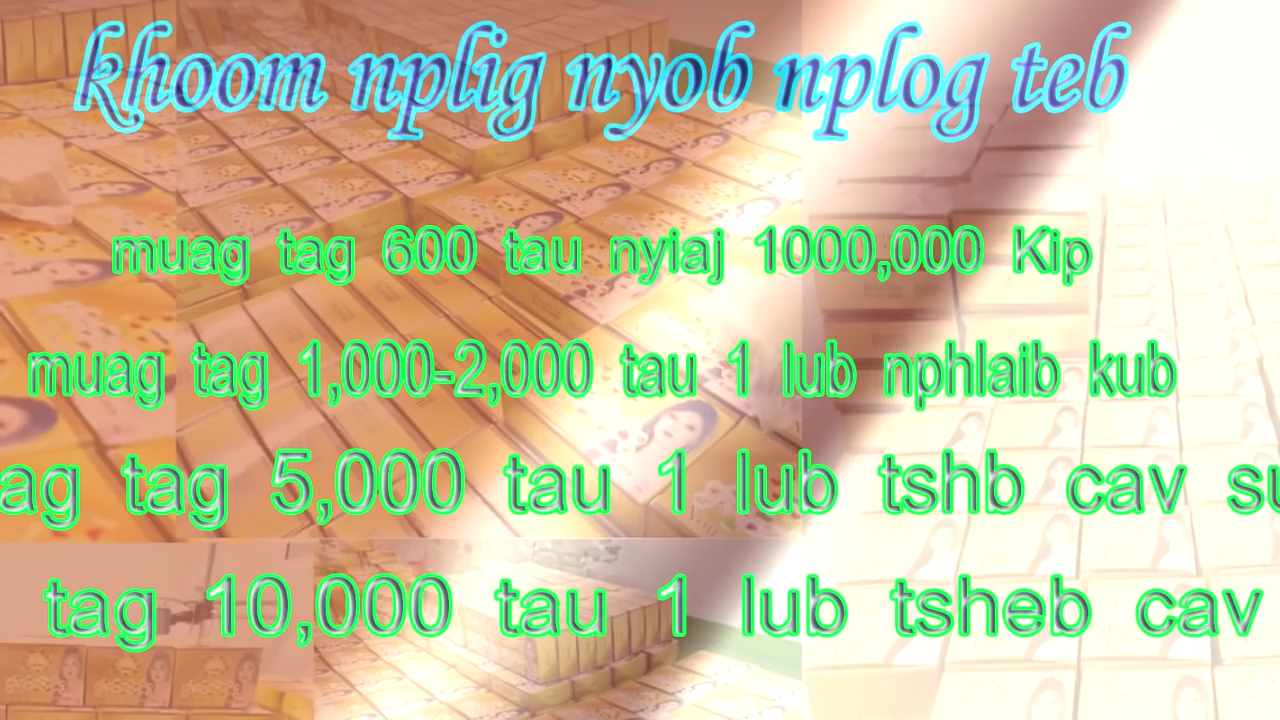 khoom nplig nyob nplog teb
muag tag 600 tau nyiaj 1000,000 Kip
muag tag 1,000-2,000 tau 1 lub nphlaib kub
ag tag 5,000 tau 1 lub tshb cav su
tag 10,000 tau 1 lub tsheb cav